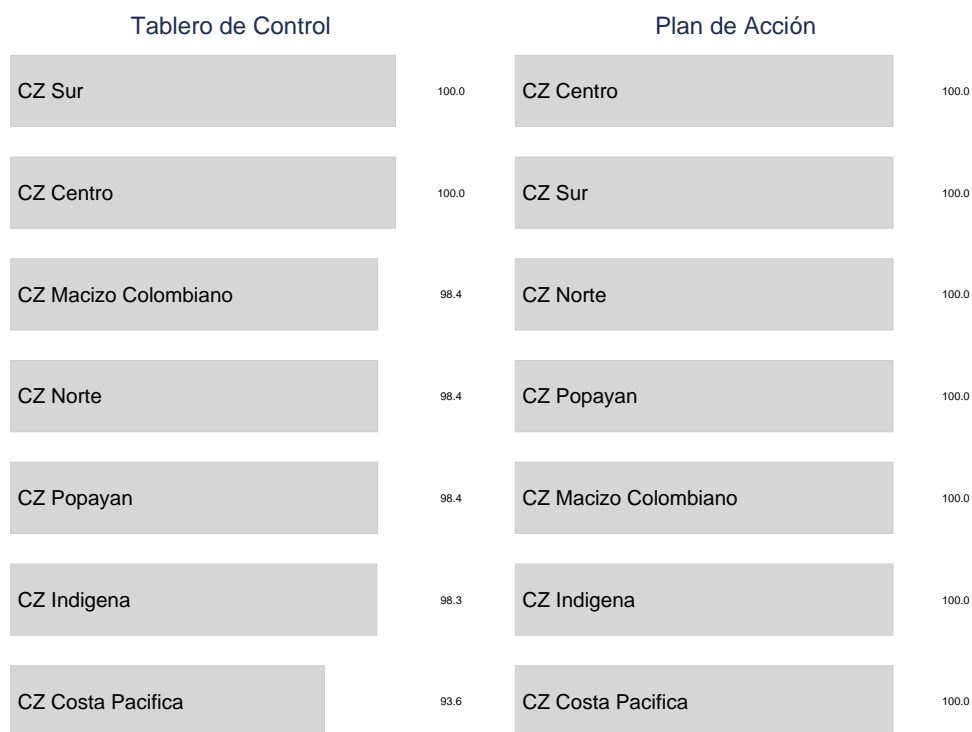 Tablero de Control
CZ Sur 100.0
CZ Centro 100.0
CZ Macizo Colombiano 98.4
CZ Norte 98.4
CZ Popayan 98.4
CZ Indigena 98.3
CZ Costa Pacifica 93.6
Plan de Acción
CZ Centro 100.0
CZ Sur 100.0
CZ Norte 100.0
CZ Popayan 100.0
CZ Macizo Colombiano 100.0
CZ Indigena 100.0
CZ Costa Pacifica 100.0